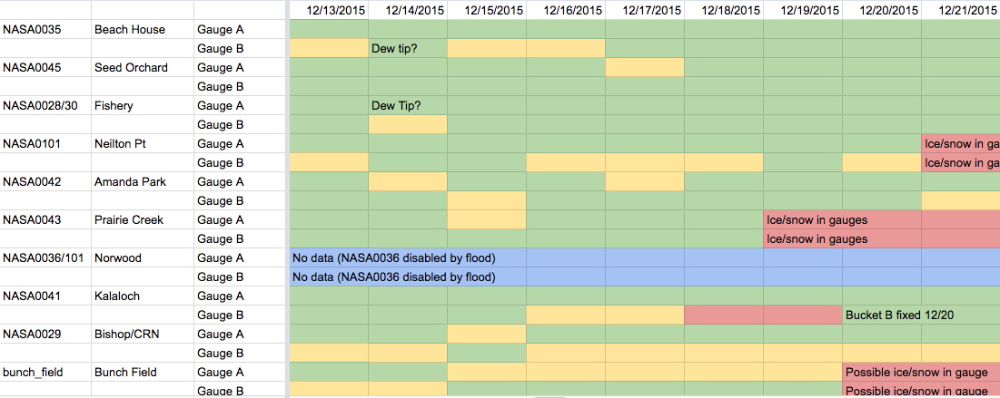 12/13/2015 12/14/2015 12/15/2015 12/16/2015 12/17/2015 12/18/2015 12/19/2015 12/20/2015 12/21/2015
NASA0035 Beach House Gauge A
Gauge B Dew tip?
NASA0045 Seed Orchard Gauge A
Gauge B
NASA0028/30 Fishery Gauge A Dew Tip?
Gauge B
NASA0101 Neilton Pt Gauge A Ice/snow in ga
Gauge B Ice/snow in ga
NASA0042 Amanda Park Gauge A
Gauge B
NASA0043 Prairie Creek Gauge A Ice/snow in gauges
Gauge B Ice/snow in gauges
NASA0036/101 Norwood Gauge A No data (NASA0036 disabled by flood)
Gauge B No data (NASA0036 disabled by flood)
NASA0041 Kalaloch Gauge A
Gauge B Bucket B fixed 12/20
NASA0029 Bishop/CRN Gauge A
Gauge B
bunch_field Bunch Field Gauge A Possible ice/snow in gauge
Gauge B Possible ice/snow in gauge